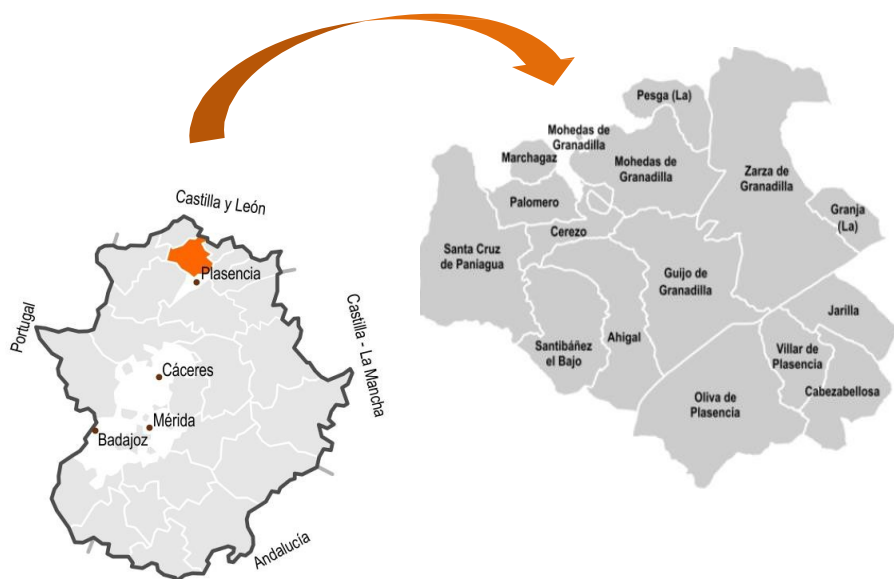 Castilla y León
Plasencia
Portugal
Castilla - La Mancha
Cáceres
Mérida
Badajoz
Andalucía
Pesga (La)
Mohedas de
Granadilla
Marchagaz
Mohedas de
Granadilla
Zarza de
Granadilla
Palomero
Granja
(La)
Cerezo
Santa Cruz
de Paniagua
Guijo de
Granadilla
Jarilla
Santibáñez
el Bajo
Ahigal
Villar de
Plasencia
Cabezabellosa
Oliva de
Plasencia